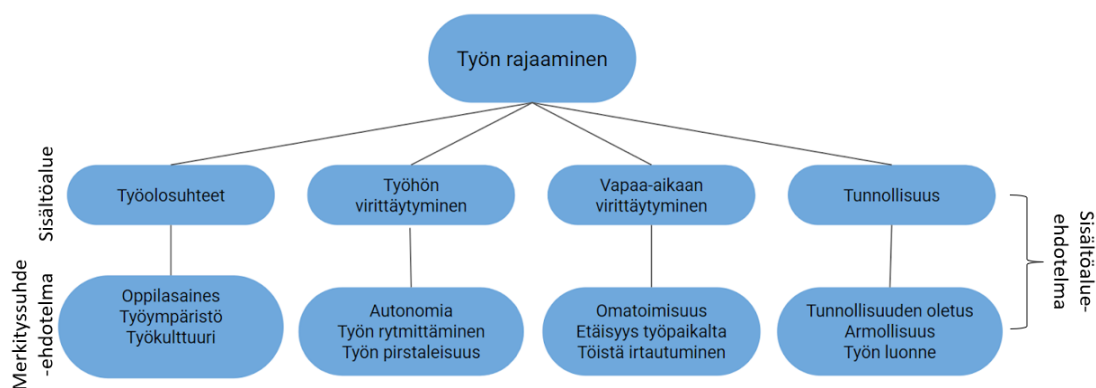 Työn rajaaminen
Sisältöalue
Työolosuhteet
Työhön
virittäytyminen
Vapaa-aikaan
virittäytyminen
Tunnollisuus
Merkityssuhde
-ehdotelma
Oppilasaines
Työympäristö
Työkulttuuri
Autonomia
Työn rytmittäminen
Työn pirstaleisuus
Omatoimisuus
Etäisyys työpaikalta
Töistä irtautuminen
Tunnollisuuden oletus
Armollisuus
Työn luonne
Sisältöalue-
ehdotelma